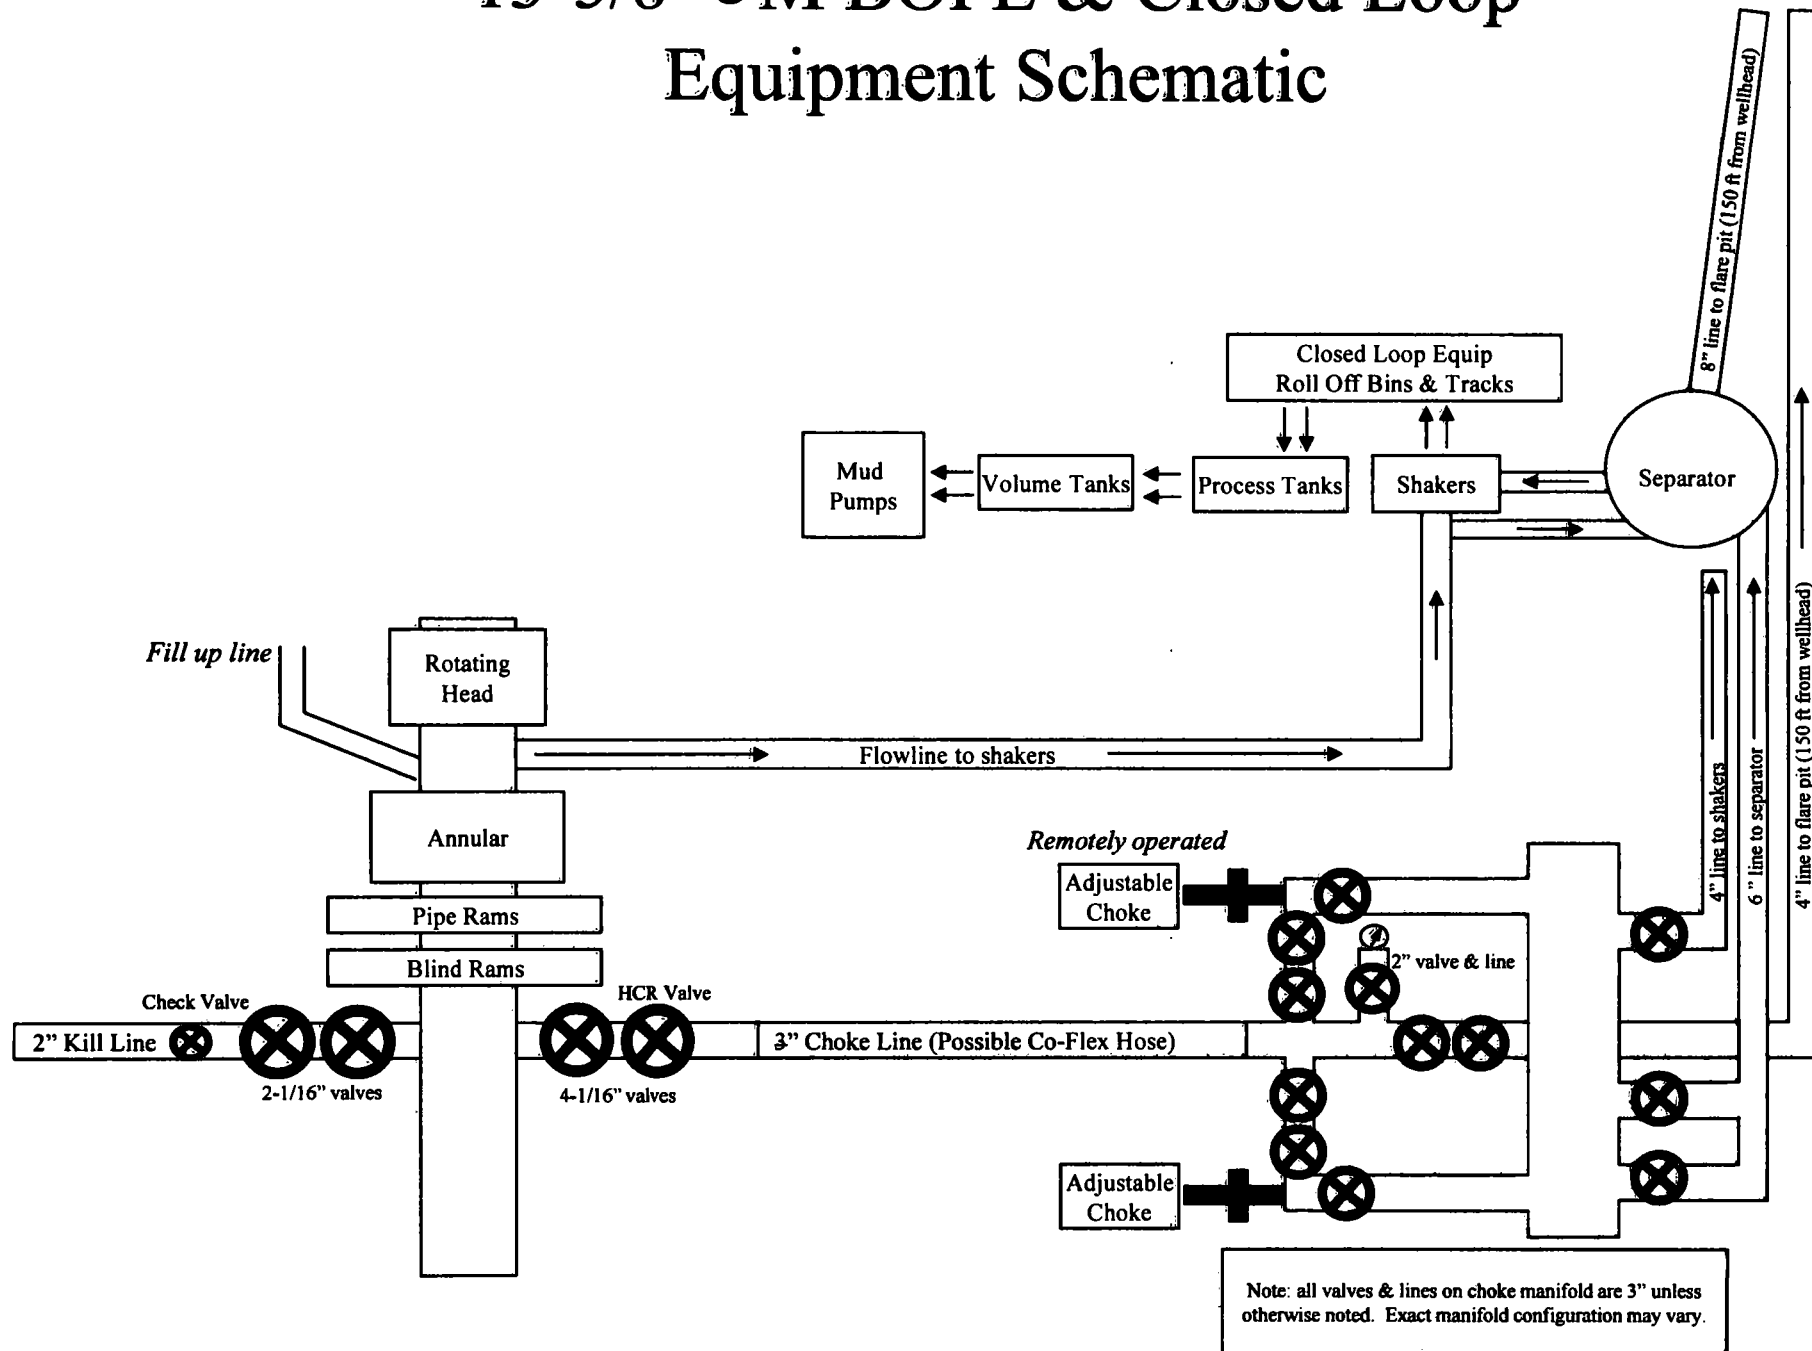 BOPE & Closed Loop
Equipment Schematic
8” line to flare pit (150 ft from wellhead)
Closed Loop Equip
Roll Off Bins & Tracks
Mud
Pumps
Volume Tanks
Process Tanks
Shakers
Separator
Fill up line
Rotating
Head
Flowline to shakers
Annular
Pipe Rams
Blind Rams
Remotely operated
Adjustable
Choke
2” valve & line
4” line to shakers
6” line to separator
4” line to flare pit (150 ft from wellhead)
Check Valve
HCR Valve
2” Kill Line
3” Choke Line (Possible Co-Flex Hose)
2-1/16” valves
4-1/16” valves
Adjustable
Choke
Note: all valves & lines on choke manifold are 3” unless
otherwise noted. Exact manifold configuration may vary.